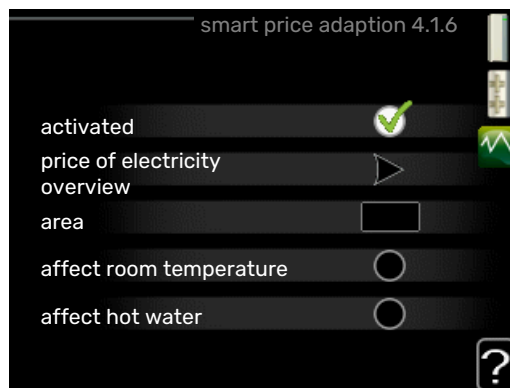 smart price adaption 4.1.6
activated
price of electricity
overview
area
affect room temperature
affect hot water
?